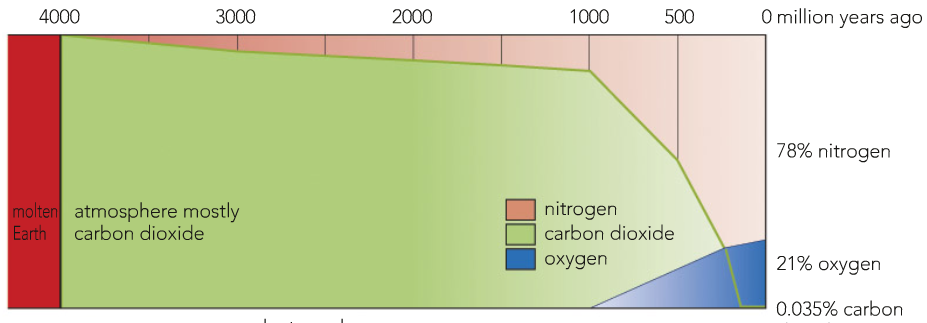 4000 3000 2000 1000 500 0 million years ago
78% nitrogen
molten
Earth
atmosphere mostly
carbon dioxide
nitrogen
carbon dioxide
oxygen
21% oxygen
0.035% carbon